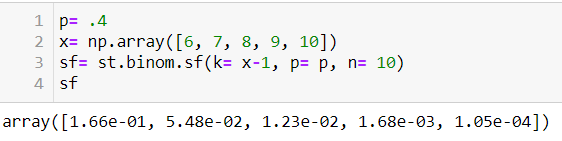 1 p= .4
2 x= np.array([6, 7, 8, 9, 10])
3 sf= st.binom.sf(k= x-1, p= p, n= 10)
4 sf
array([1.66e-01, 5.48e-02, 1.23e-02, 1.68e-03, 1.05e-04])